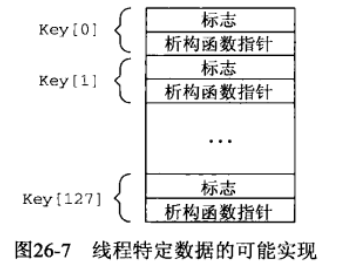 Key[0]
标志
析构函数指针
Key[1]
标志
析构函数指针
...
Key[127]
标志
析构函数指针
图26-7 线程特定数据的可能实现